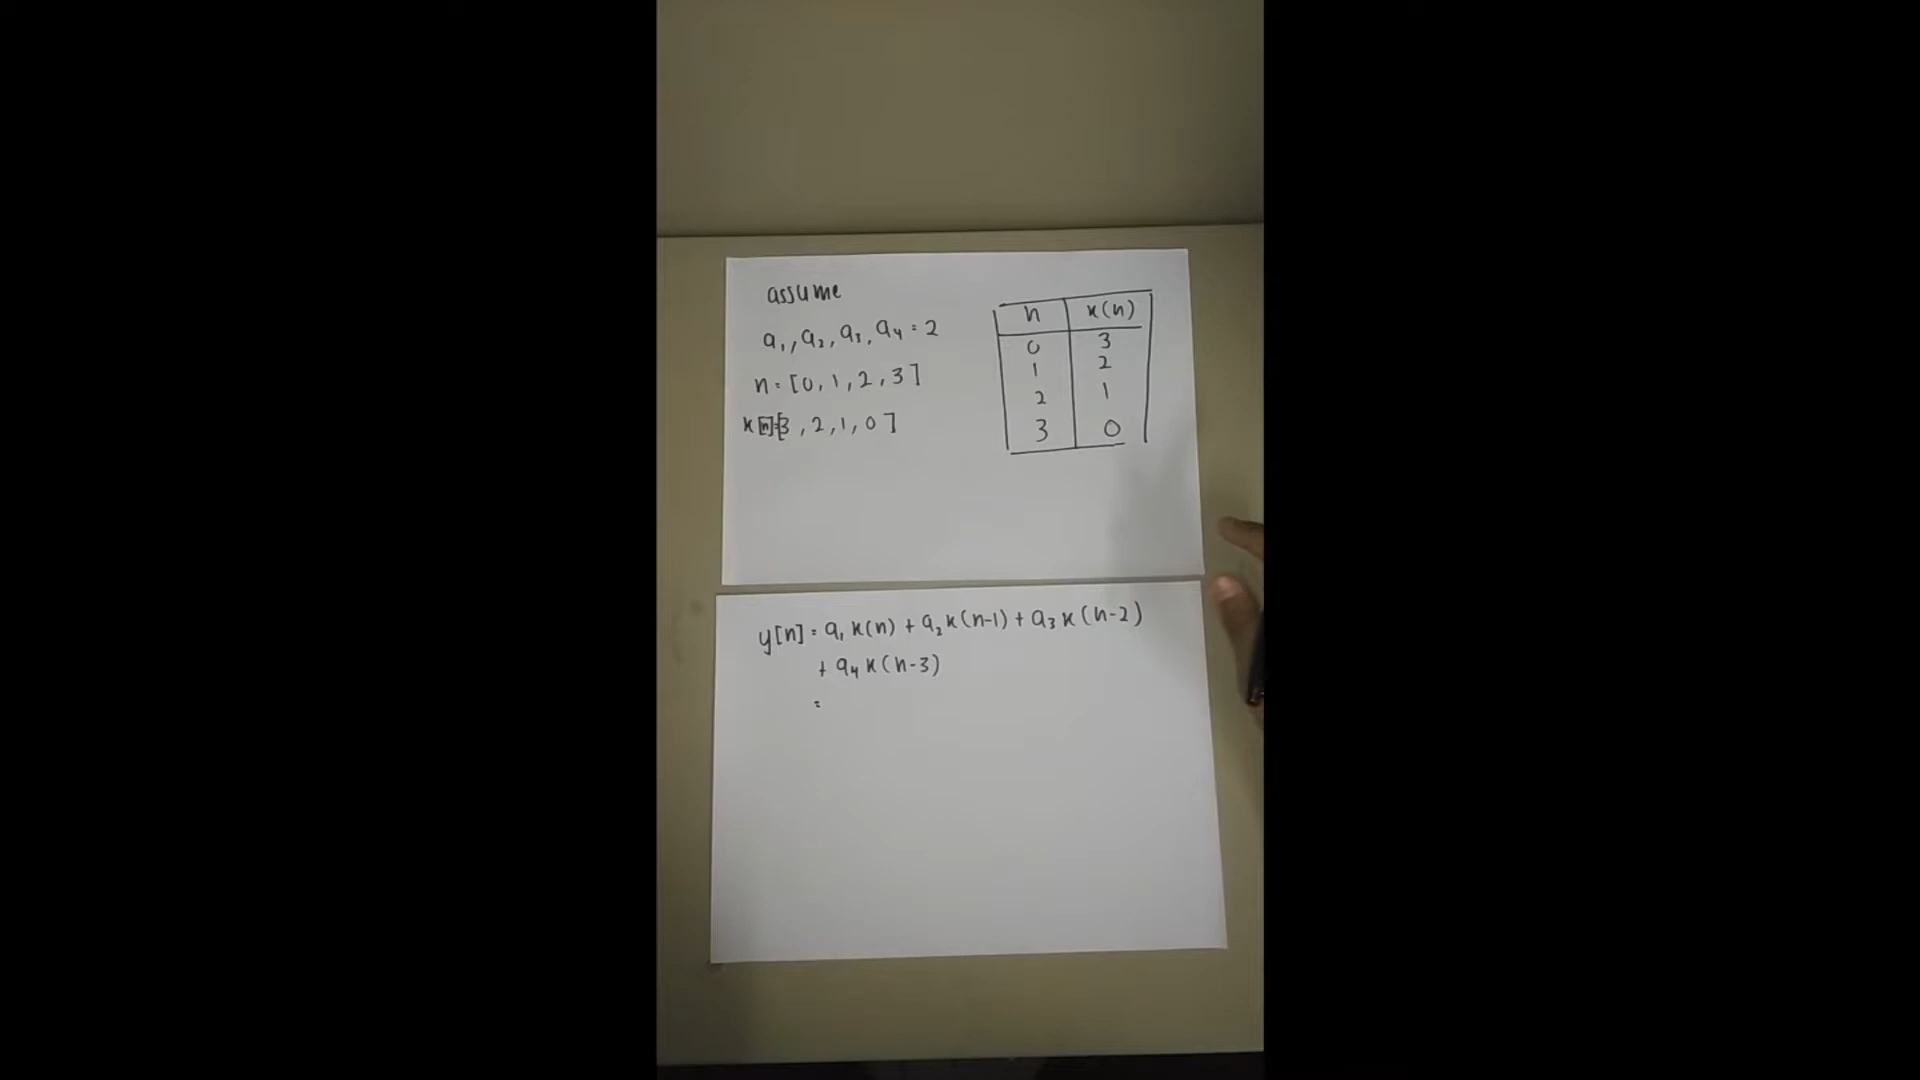 assume
a₁, a₂, a₃, a₄ = 2
n = [0, 1, 2, 3]
x[n]=[3, 2, 1, 0]
n x(n)
0 3
1 2
2 1
3 0
y[n] = a₁ x(n) + a₂ x(n-1) + a₃ x(n-2)
+ a₄ x(n-3)
=